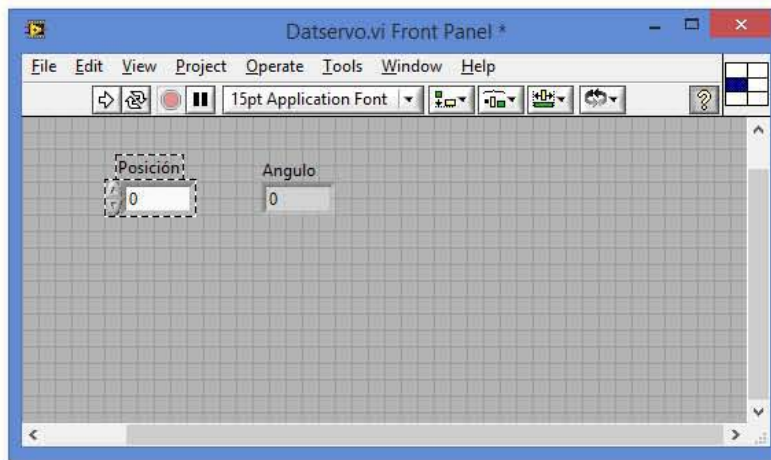 Datservo.vi Front Panel *
File Edit View Project Operate Tools Window Help
15pt Application Font
Posición Angulo
0 0